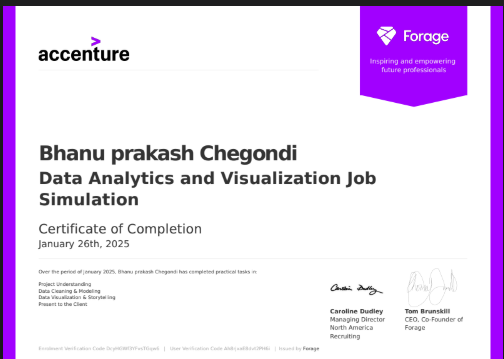 accenture
Forage
Inspiring and empowering
future professionals
Bhanu prakash Chegondi
Data Analytics and Visualization Job
Simulation
Certificate of Completion
January 26th, 2025
Over the period of January 2025, Bhanu prakash Chegondi has completed practical tasks in:
Project Understanding
Data Cleaning & Modeling
Data Visualization & Storytelling
Present to the Client
Caroline Dudley
Managing Director
North America
Recruiting
Tom Brunskill
CEO, Co-Founder of
Forage
Enrolment Verification Code | User Verification Code | Issued by Forage